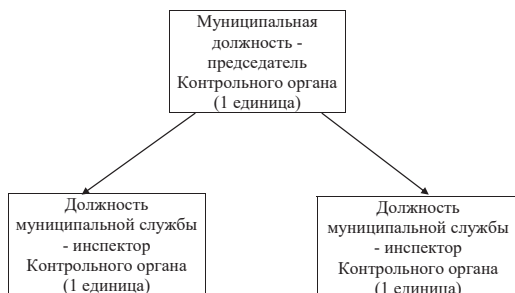 Муниципальная
должность -
председатель
Контрольного органа
(1 единица)
Должность
муниципальной службы
- инспектор
Контрольного органа
(1 единица)
Должность
муниципальной службы
- инспектор
Контрольного органа
(1 единица)